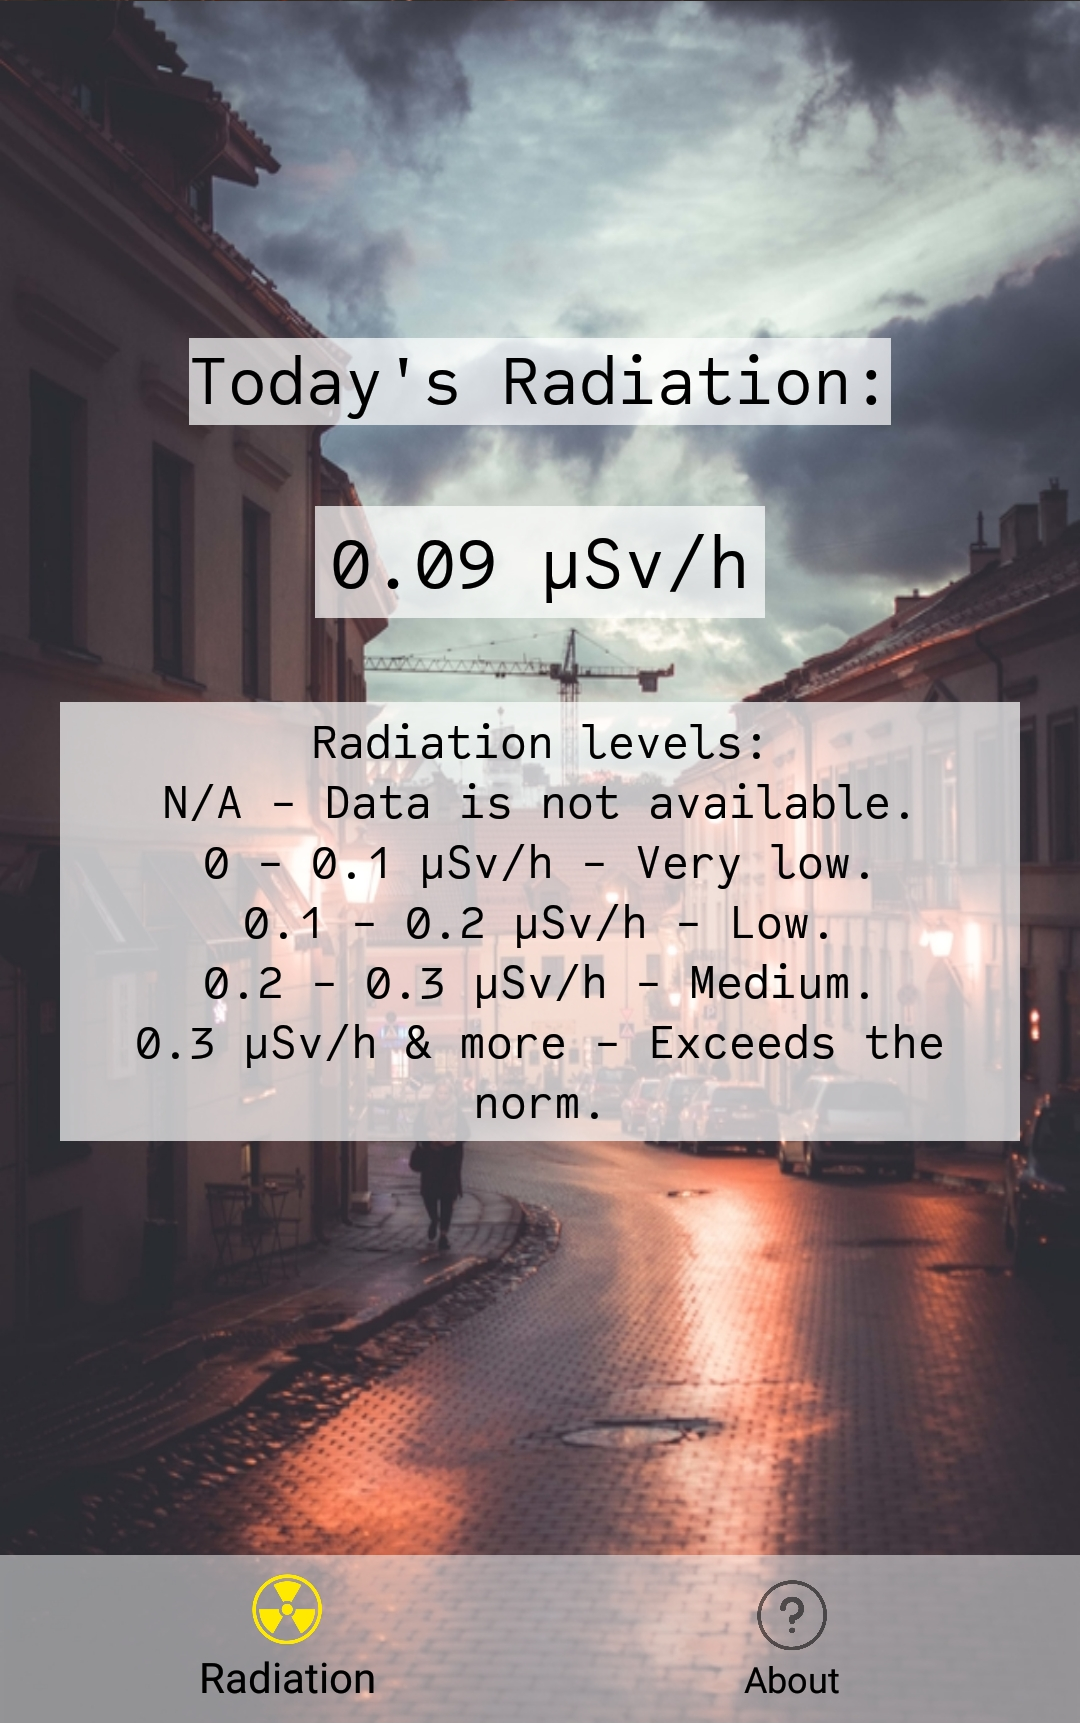 Today's Radiation:
0.09 µSv/h
Radiation levels:
N/A - Data is not available.
0 - 0.1 µSv/h - Very low.
0.1 - 0.2 µSv/h - Low.
0.2 - 0.3 µSv/h - Medium.
0.3 µSv/h & more - Exceeds the
norm.
Radiation
About